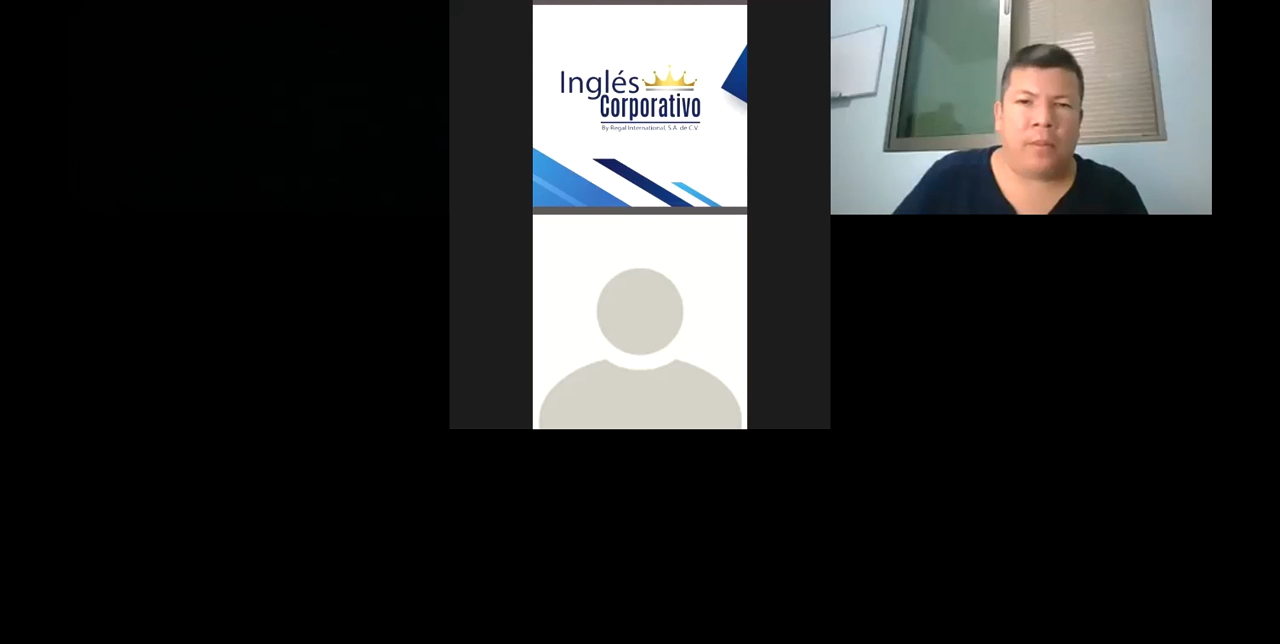 Inglés
Corporativo
By Regal International, S.A. de C.V.